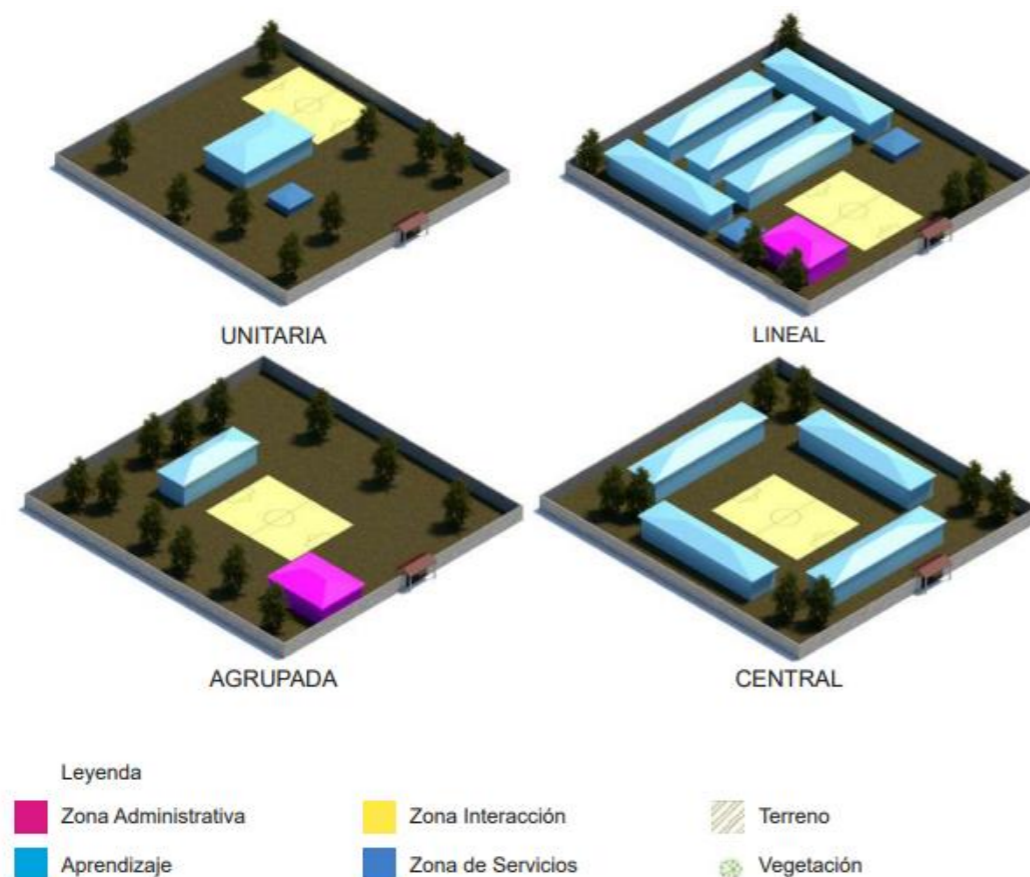 UNITARIA
LINEAL
AGRUPADA
CENTRAL
Leyenda
Zona Administrativa
Zona Interacción
Terreno
Aprendizaje
Zona de Servicios
Vegetación